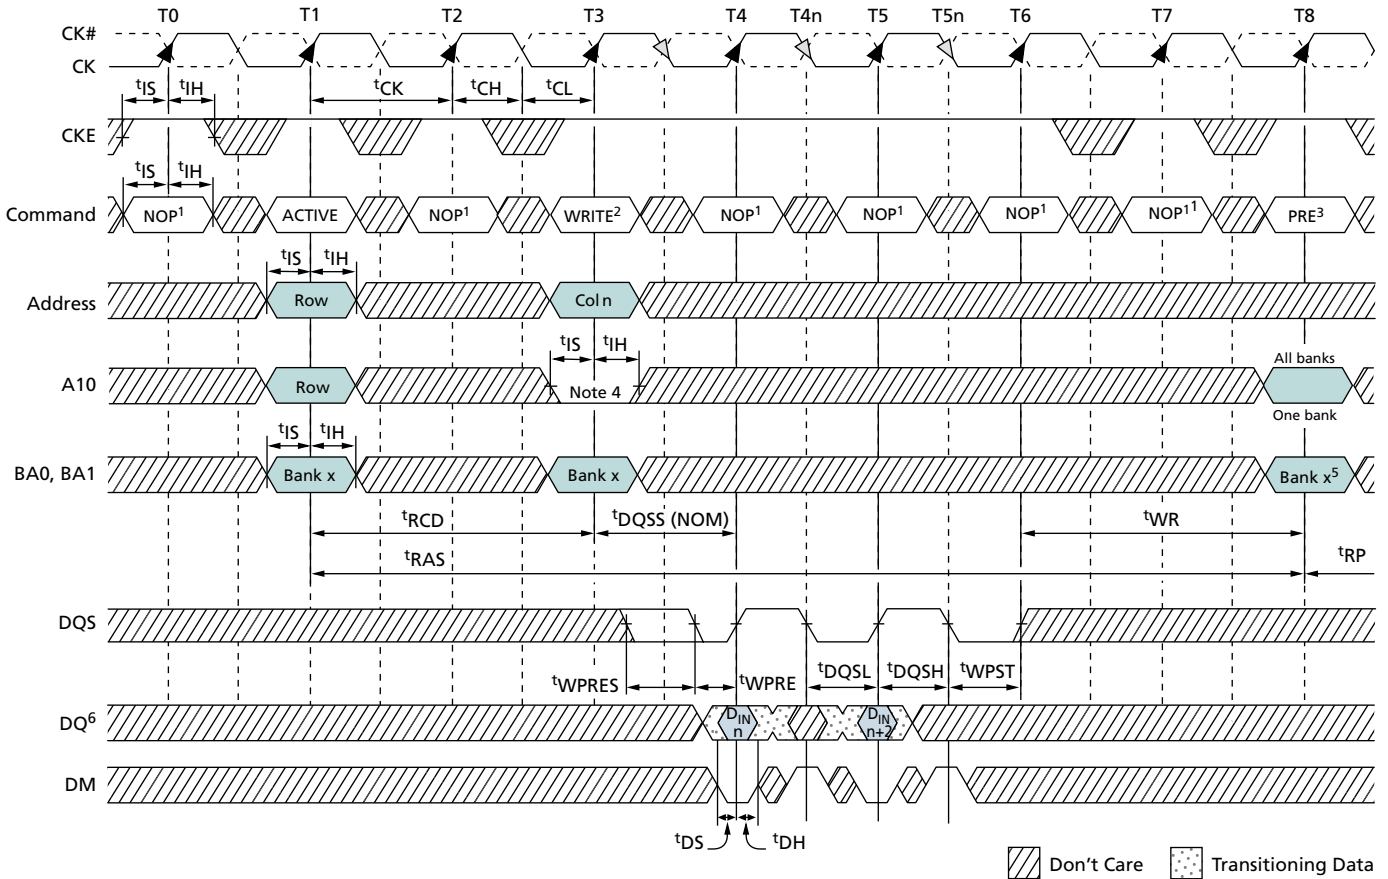 T0 T1 T2 T3 T4 T4n T5 T5n T6 T7 T8
CK#
CK
tIS tIH tCK tCH tCL
CKE
tIS tIH
Command NOP1 ACTIVE NOP1 WRITE2 NOP1 NOP1 NOP1 NOP11 PRE3
tIS tIH
Address Row Col n
tIS tIH All banks
A10 Row Note 4
One bank
tIS tIH
BA0, BA1 Bank x Bank x Bank x5
tRCD tDQSS (NOM) tWR
tRAS tRP
DQS
tWPRES tWPRE tDQSL tDQSH tWPST
DQ6 DIN n DIN n+2
DM
tDS tDH
Don't Care Transitioning Data